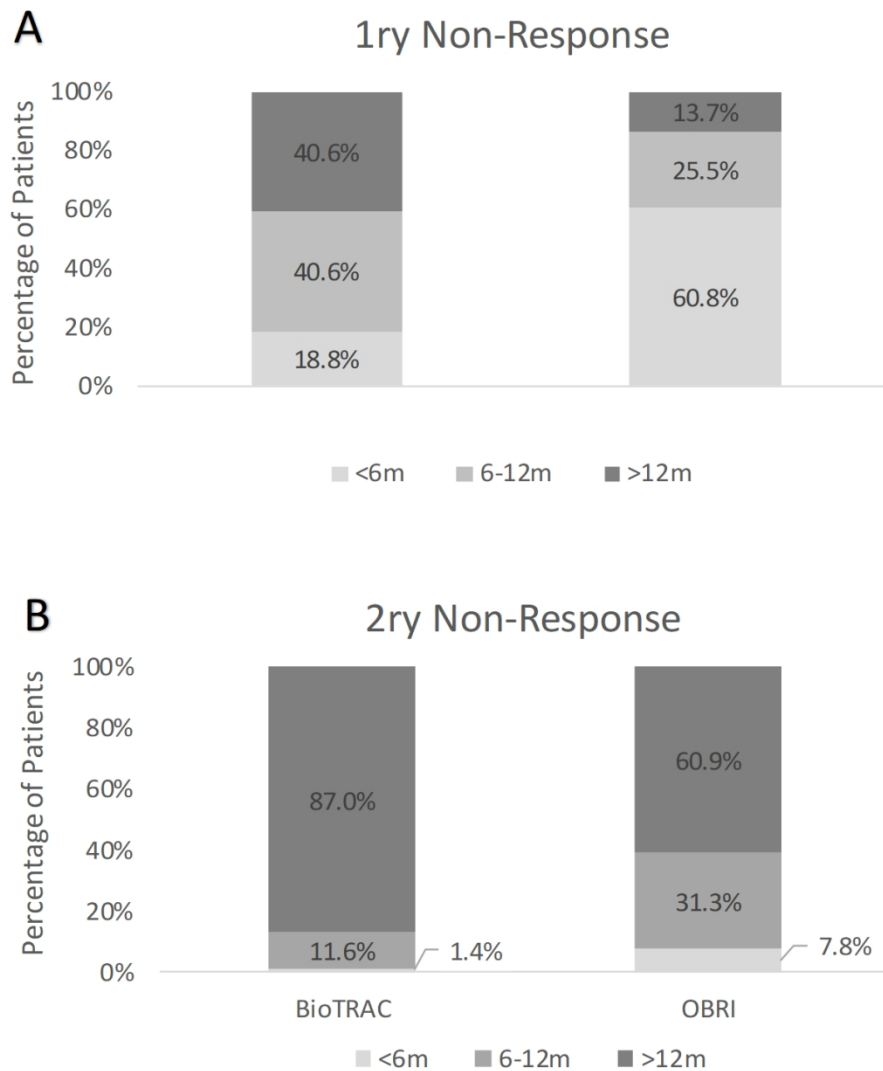 A
1ry Non-Response
Percentage of Patients
100%
80%
60%
40%
20%
0%
40.6%
40.6%
18.8%
13.7%
25.5%
60.8%
<6m 6-12m >12m
B
2ry Non-Response
Percentage of Patients
100%
80%
60%
40%
20%
0%
87.0%
11.6%
1.4%
60.9%
31.3%
7.8%
BioTRAC OBRI
<6m 6-12m >12m